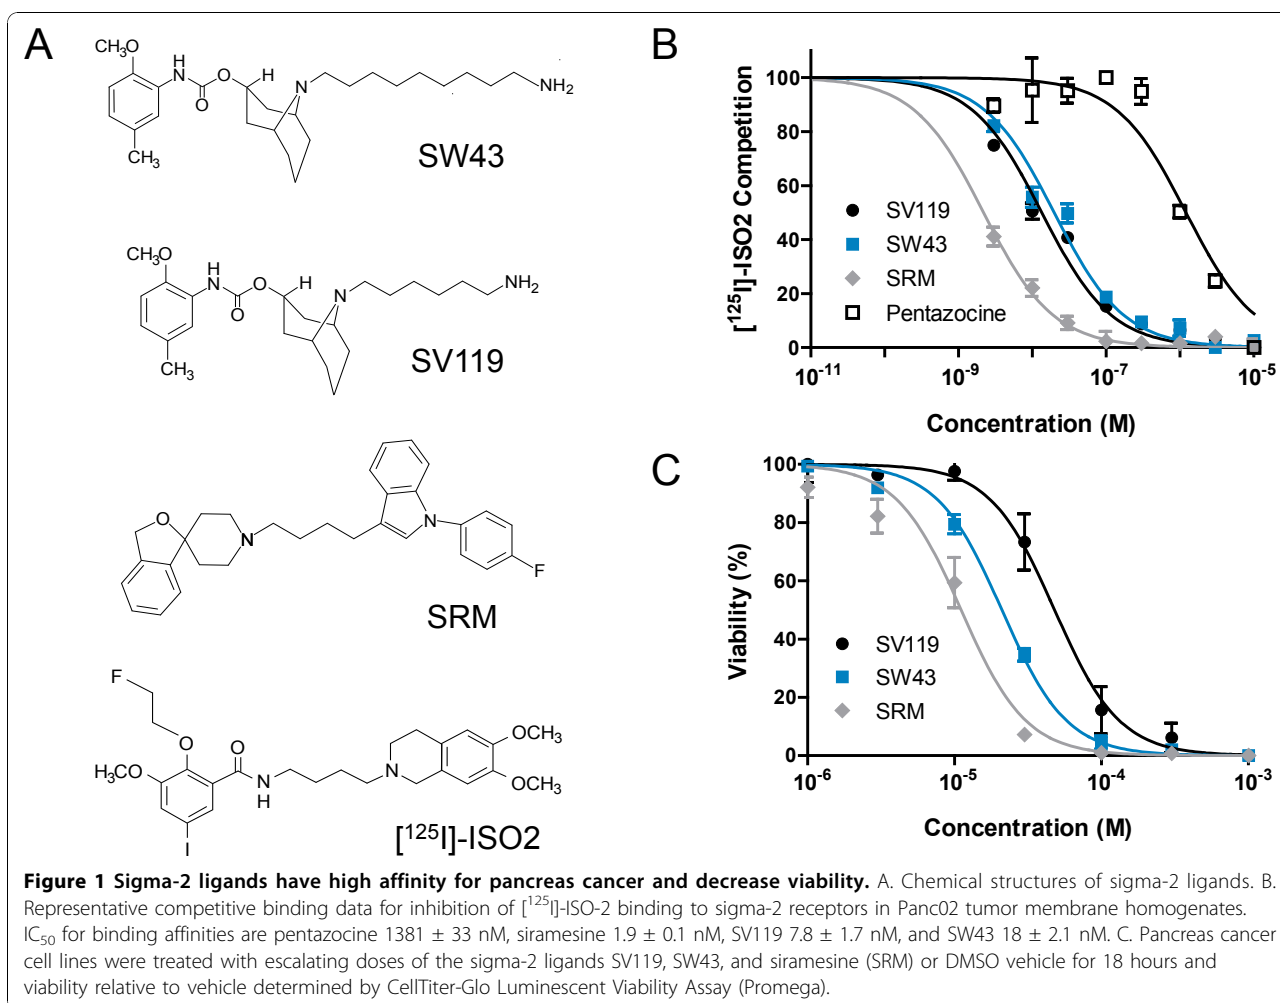 A
CH₃O
H
N
O
O
H
N
NH₂
CH₃
SW43
CH₃O
H
N
O
O
H
N
NH₂
CH₃
SV119
O
N
N
F
SRM
F
O
CH₃O
O
N
H
N
OCH₃
OCH₃
I
[¹²⁵I]-ISO2
B
100
80
60
40
20
0
[¹²⁵I]-ISO2 Competition
SV119
SW43
SRM
Pentazocine
10⁻¹¹ 10⁻⁹ 10⁻⁷ 10⁻⁵
Concentration (M)
C
100
80
60
40
20
0
Viability (%)
SV119
SW43
SRM
10⁻⁶ 10⁻⁵ 10⁻⁴ 10⁻³
Concentration (M)
Figure 1 Sigma-2 ligands have high affinity for pancreas cancer and decrease viability. A. Chemical structures of sigma-2 ligands. B.
Representative competitive binding data for inhibition of [¹²⁵I]-ISO-2 binding to sigma-2 receptors in Panc02 tumor membrane homogenates.
IC₅₀ for binding affinities are pentazocine 1381 ± 33 nM, siramesine 1.9 ± 0.1 nM, SV119 7.8 ± 1.7 nM, and SW43 18 ± 2.1 nM. C. Pancreas cancer
cell lines were treated with escalating doses of the sigma-2 ligands SV119, SW43, and siramesine (SRM) or DMSO vehicle for 18 hours and
viability relative to vehicle determined by CellTiter-Glo Luminescent Viability Assay (Promega).